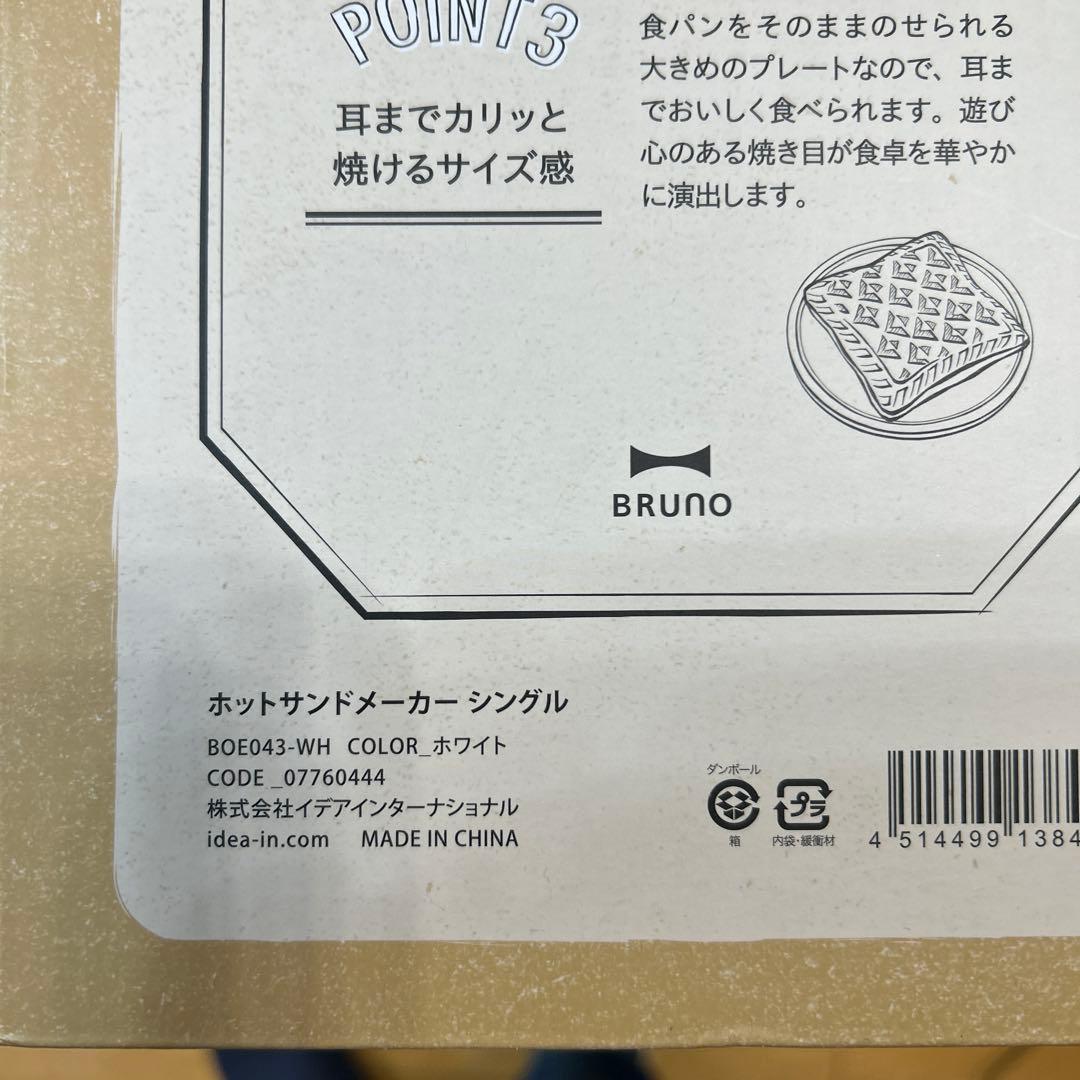 POINT3
耳までカリッと
焼けるサイズ感
食パンをそのままのせられる
大きめのプレートなので、耳ま
でおいしく食べられます。遊び
心のある焼き目が食卓を華やか
に演出します。
BRUNO
ホットサンドメーカー シングル
BOE043-WH COLOR_ホワイト
CODE_07760444
株式会社イデアインターナショナル
idea-in.com MADE IN CHINA
ダンボール
箱
プラ
内袋・緩衝材
4 514499 1384